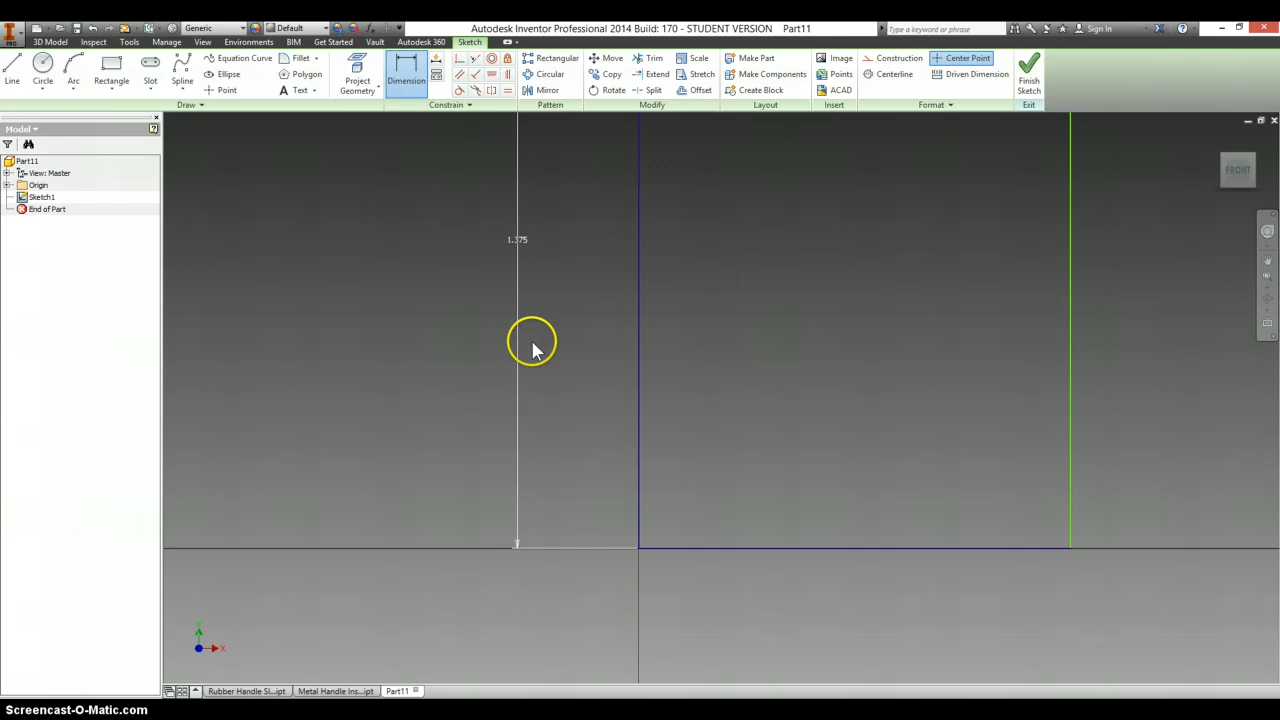 Generic Default Autodesk Inventor Professional 2014 Build: 170 - STUDENT VERSION Part11 Type a keyword or phrase Sign In
PRO 3D Model Inspect Tools Manage View Environments BIM Get Started Vault Autodesk 360 Sketch
Line Circle Arc Rectangle Slot Spline Equation Curve Fillet Project Geometry Dimension Rectangular Move Trim Scale Make Part Image Construction Center Point Finish Sketch
Ellipse Polygon Circular Copy Extend Stretch Make Components Points Centerline Driven Dimension
Point Text Mirror Rotate Split Offset Create Block ACAD
Draw Constrain Pattern Modify Layout Insert Format Exit
Model
Part11
View: Master
Origin
Sketch1
End of Part
FRONT
1.375
Y
X
Rubber Handle Sl...ipt Metal Handle Ins...ipt Part11
Screencast-O-Matic.com